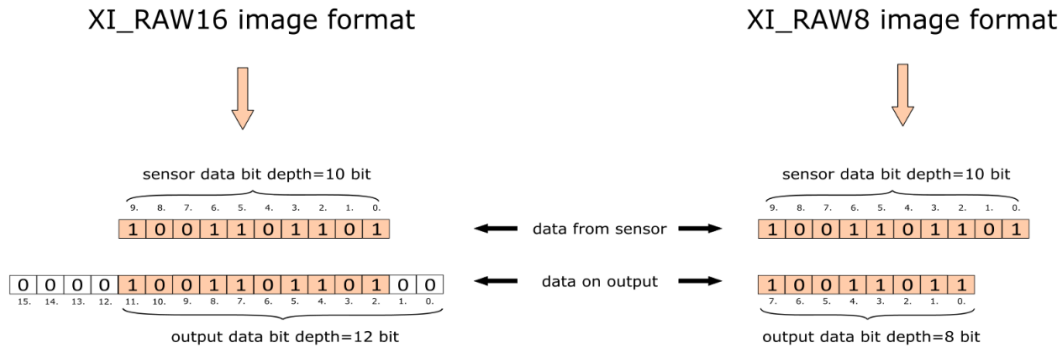 XI_RAW16 image format
XI_RAW8 image format
sensor data bit depth=10 bit
sensor data bit depth=10 bit
9. 8. 7. 6. 5. 4. 3. 2. 1. 0.
9. 8. 7. 6. 5. 4. 3. 2. 1. 0.
1 0 0 1 1 0 1 1 0 1
data from sensor
1 0 0 1 1 0 1 1 0 1
0 0 0 0 1 0 0 1 1 0 1 1 0 1 0 0
data on output
1 0 0 1 1 0 1 1
15. 14. 13. 12. 11. 10. 9. 8. 7. 6. 5. 4. 3. 2. 1. 0.
7. 6. 5. 4. 3. 2. 1. 0.
output data bit depth=12 bit
output data bit depth=8 bit